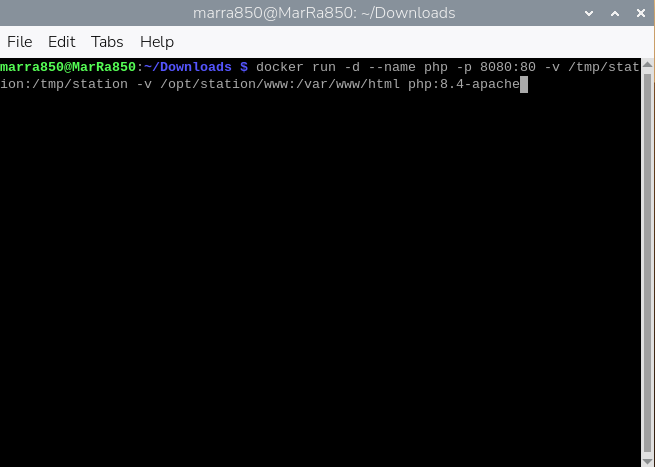 marra850@MarRa850: ~/Downloads
File Edit Tabs Help
marra850@MarRa850:~/Downloads $ docker run -d --name php -p 8080:80 -v /tmp/stat
ion:/tmp/station -v /opt/station/www:/var/www/html php:8.4-apache